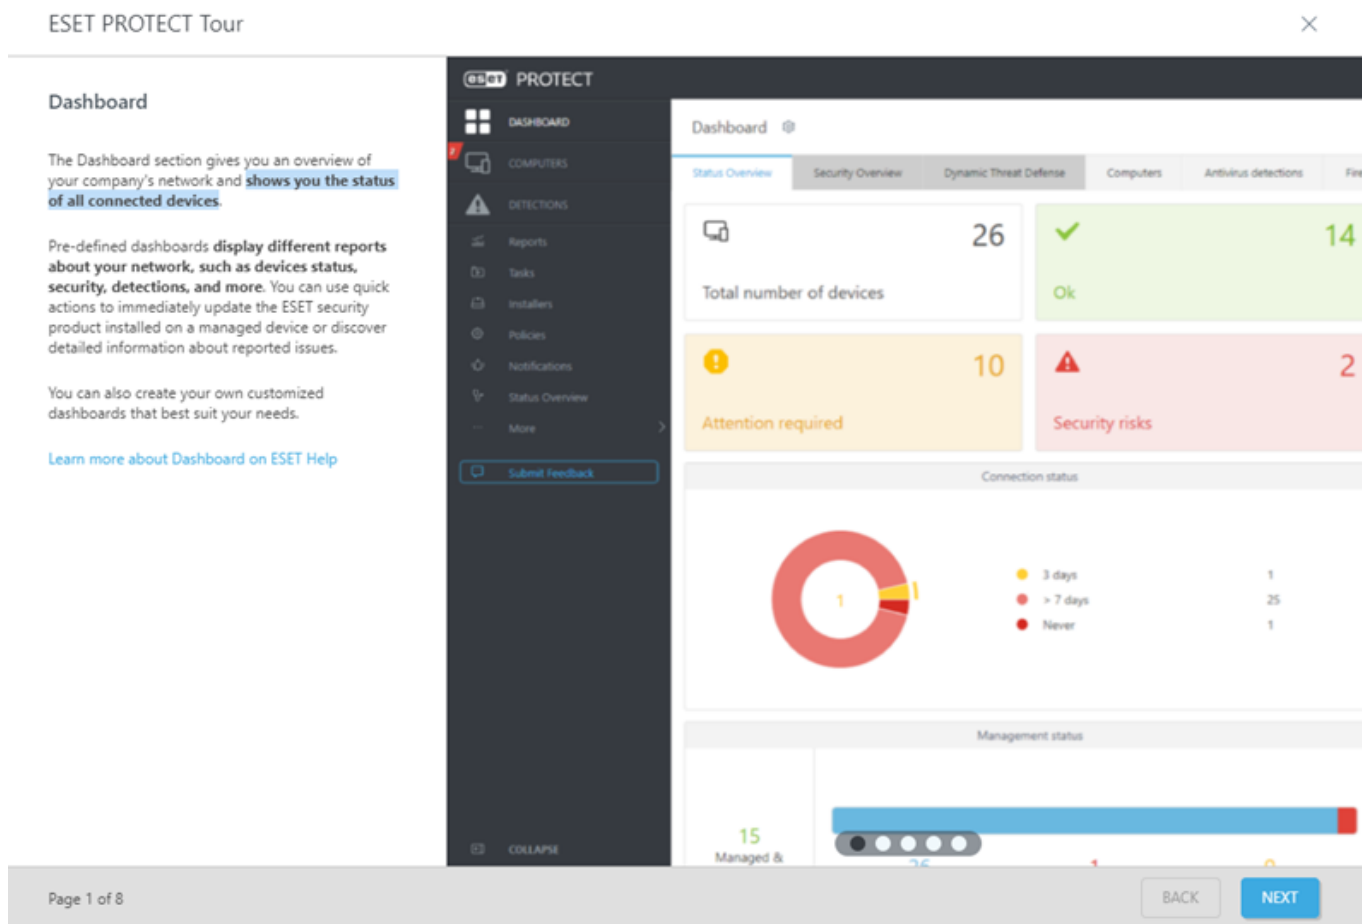 ESET PROTECT Tour
Dashboard
The Dashboard section gives you an overview of
your company's network and shows you the status
of all connected devices.
Pre-defined dashboards display different reports
about your network, such as devices status,
security, detections, and more. You can use quick
actions to immediately update the ESET security
product installed on a managed device or discover
detailed information about reported issues.
You can also create your own customized
dashboards that best suit your needs.
Learn more about Dashboard on ESET Help
eset PROTECT
DASHBOARD
COMPUTERS
DETECTIONS
Reports
Tasks
Installers
Policies
Notifications
Status Overview
More
Submit Feedback
COLLAPSE
Dashboard
Status Overview
Security Overview
Dynamic Threat Defense
Computers
Antivirus detections
26
Total number of devices
14
Ok
10
Attention required
2
Security risks
Connection status
1
1
3 days 1
> 7 days 25
Never 1
Management status
15
Managed &
Page 1 of 8
BACK
NEXT